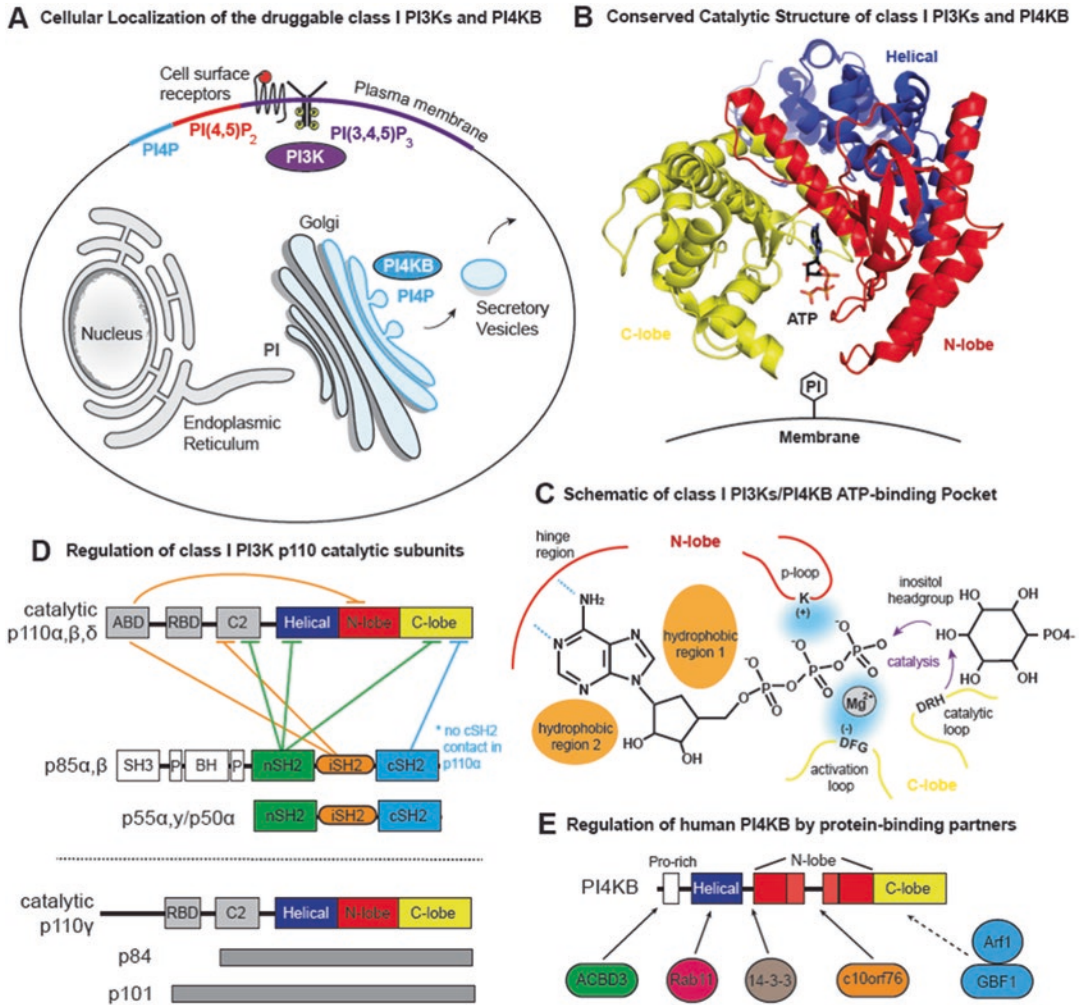 A Cellular Localization of the druggable class I PI3Ks and PI4KB
Cell surface
receptors
Plasma membrane
PI4P
PI(4,5)P2
PI(3,4,5)P3
PI3K
Golgi
PI4KB
PI4P
Secretory
Vesicles
Nucleus
PI
Endoplasmic
Reticulum
B Conserved Catalytic Structure of class I PI3Ks and PI4KB
Helical
ATP
C-lobe
N-lobe
PI
Membrane
C Schematic of class I PI3Ks/PI4KB ATP-binding Pocket
hinge
region
N-lobe
p-loop
K
(+)
inositol
headgroup
NH2
N
N
N
N
hydrophobic
region 1
hydrophobic
region 2
O
OH
OH
O
P
O
O-
O
P
O
O-
O
P
O-
O-
O
Mg2-
(-)
DFG
activation
loop
catalysis
OH
OH
HO
HO
OH
PO4-
DRH
catalytic
loop
C-lobe
D Regulation of class I PI3K p110 catalytic subunits
catalytic
p110α,β,δ
ABD
RBD
C2
Helical
N-lobe
C-lobe
* no cSH2
contact in
p110α
p85α,β
SH3
P
BH
P
nSH2
iSH2
cSH2
p55α,γ/p50α
nSH2
iSH2
cSH2
catalytic
p110γ
RBD
C2
Helical
N-lobe
C-lobe
p84
p101
E Regulation of human PI4KB by protein-binding partners
Pro-rich
N-lobe
PI4KB
Helical
C-lobe
ACBD3
Rab11
14-3-3
c10orf76
Arf1
GBF1